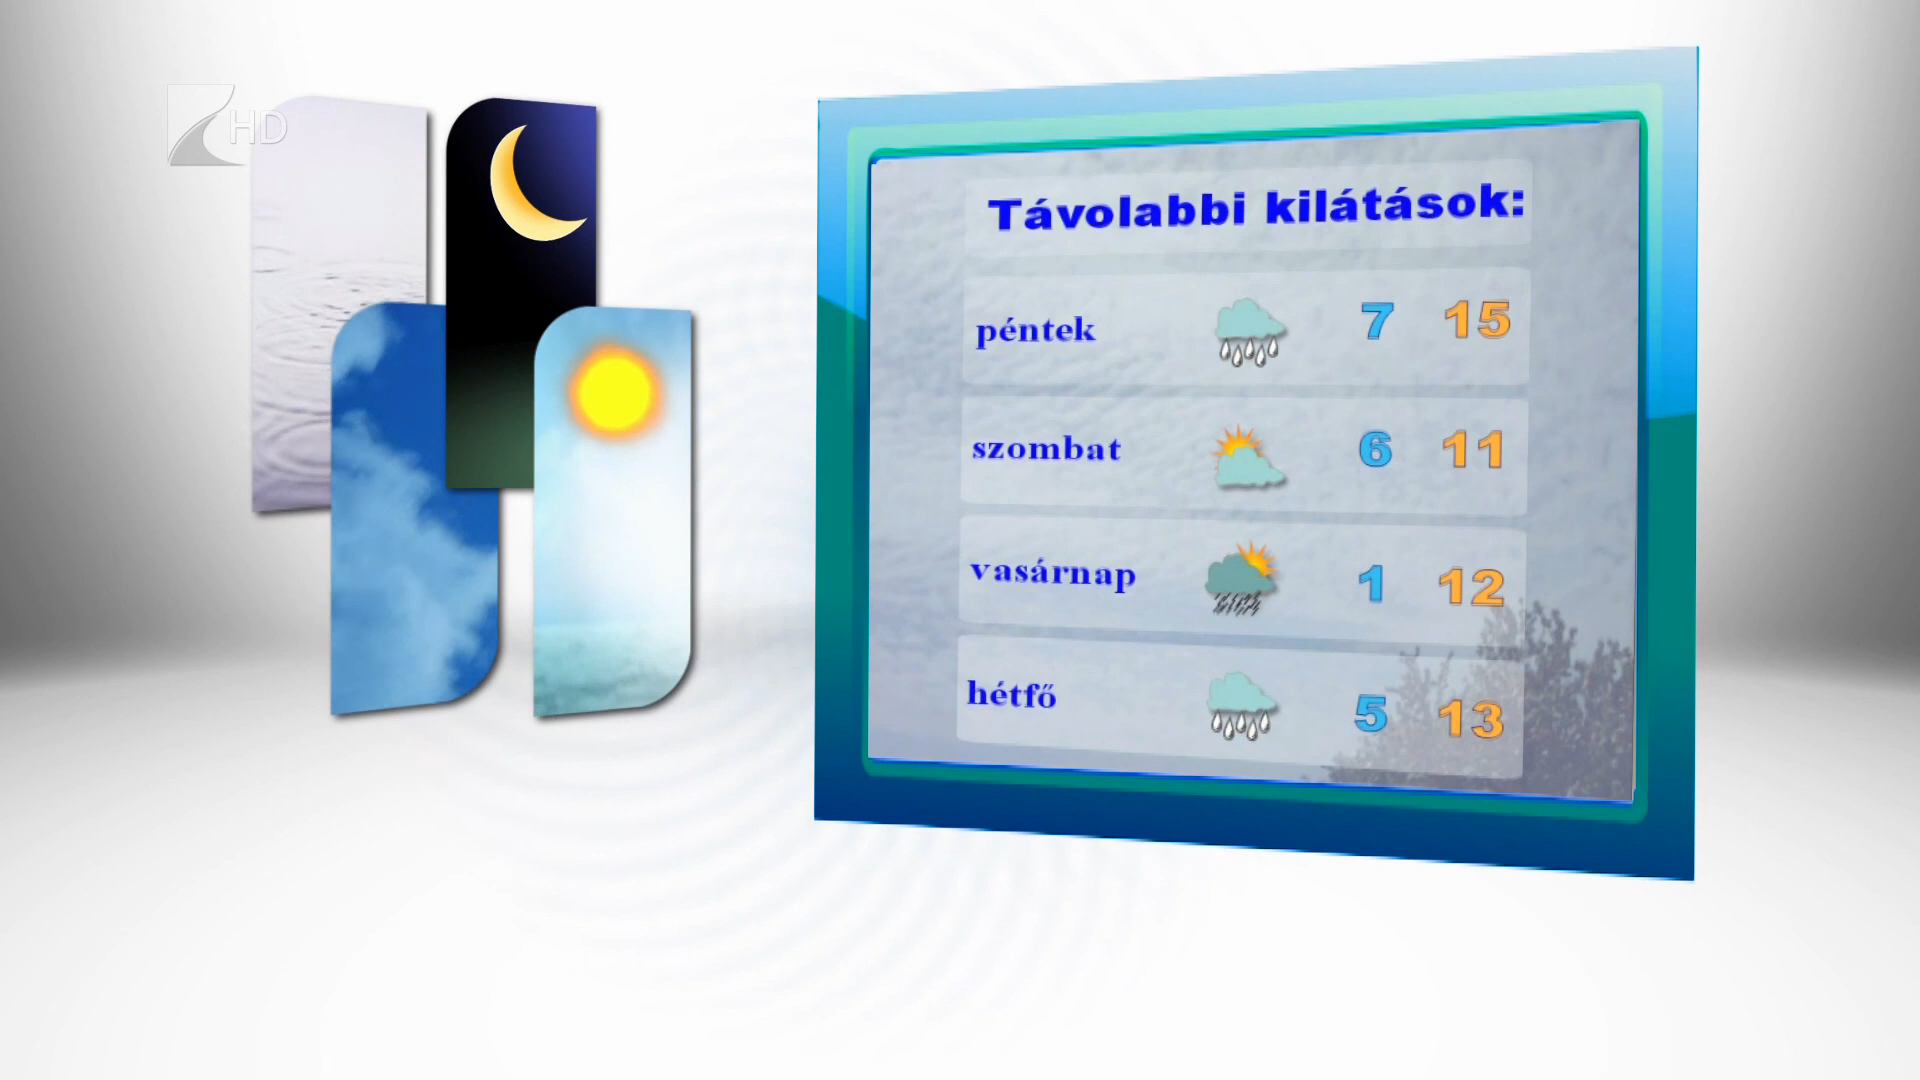 HD
Távolabbi kilátások:
péntek 7 15
szombat 6 11
vasárnap 1 12
hétfő 5 13